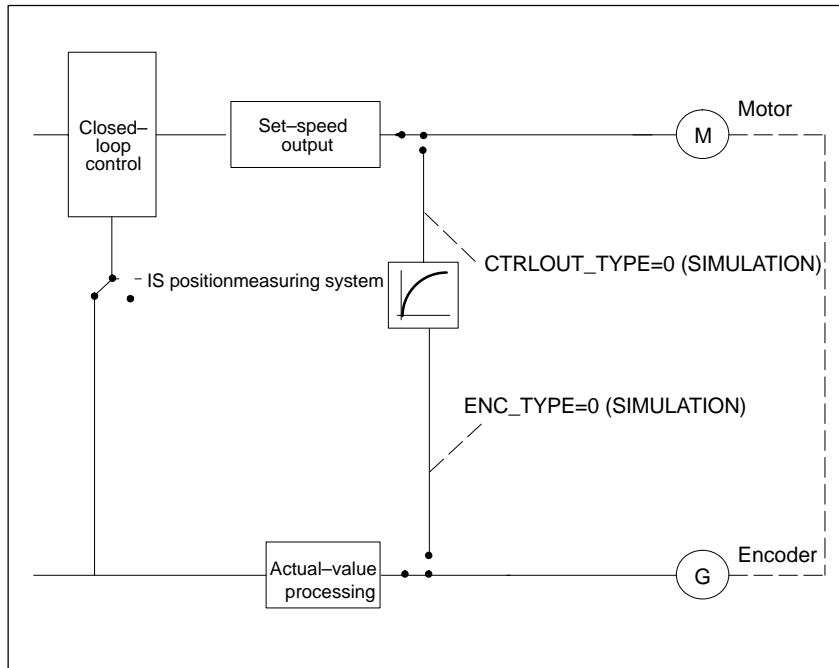 Motor
Closed–
loop
control
Set–speed
output
M
CTRLOUT_TYPE=0 (SIMULATION)
IS positionmeasuring system
ENC_TYPE=0 (SIMULATION)
Encoder
Actual–value
processing
G